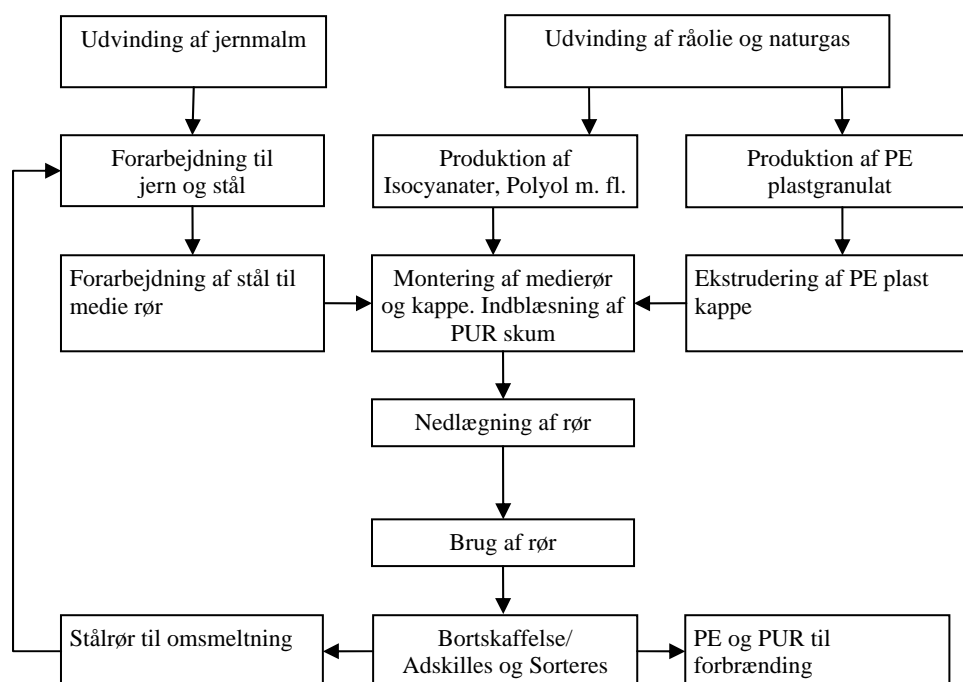 Udvinding af jernmalm
Udvinding af råolie og naturgas
Forarbejdning til
jern og stål
Produktion af
Isocyanater, Polyol m. fl.
Produktion af PE
plastgranulat
Forarbejdning af stål til
medie rør
Montering af medierør
og kappe. Indblæsning af
PUR skum
Ekstrudering af PE plast
kappe
Nedlægning af rør
Brug af rør
Stålrør til omsmeltning
Bortskaffelse/
Adskilles og Sorteres
PE og PUR til
forbrænding